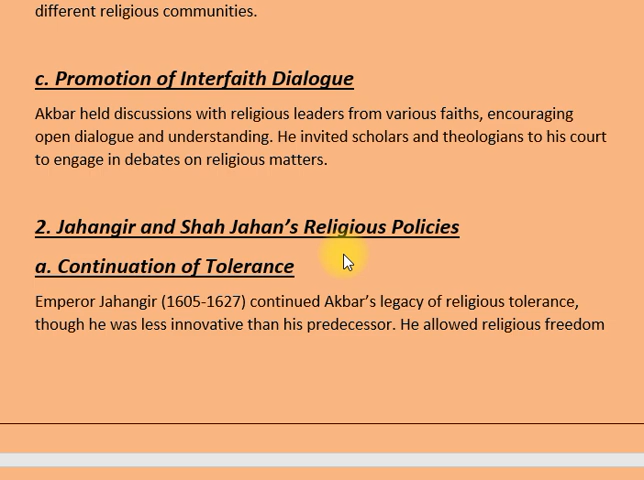 different religious communities.
c. Promotion of Interfaith Dialogue
Akbar held discussions with religious leaders from various faiths, encouraging
open dialogue and understanding. He invited scholars and theologians to his court
to engage in debates on religious matters.
2. Jahangir and Shah Jahan’s Religious Policies
a. Continuation of Tolerance
Emperor Jahangir (1605-1627) continued Akbar’s legacy of religious tolerance,
though he was less innovative than his predecessor. He allowed religious freedom